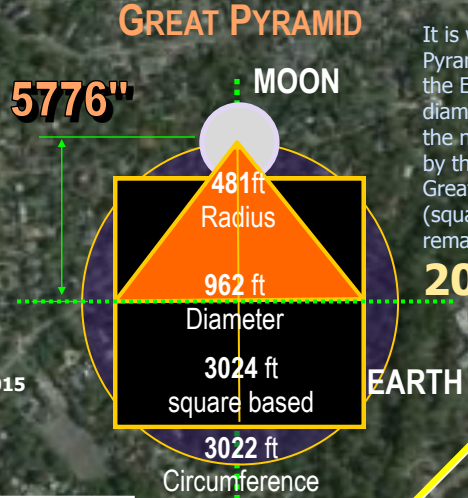 GREAT PYRAMID
5776"
MOON
It is
Pyram
the E
diam
the
by th
Great
(squa
rema
20
481ft
Radius
962 ft
Diameter
3024 ft
square based
EARTH
015
3022 ft
Circumference